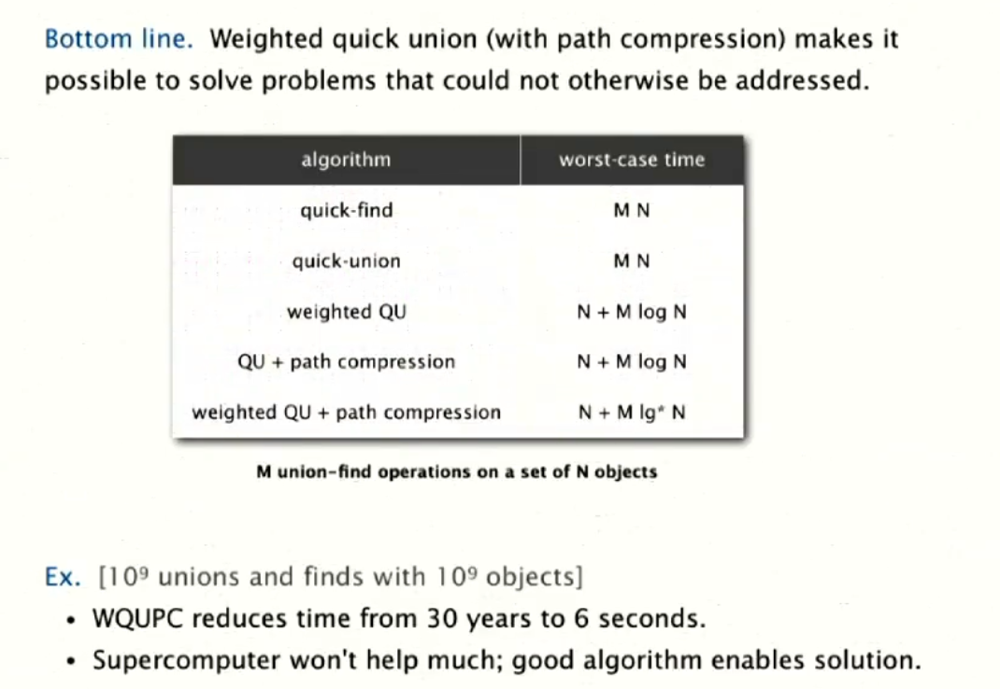 Bottom line. Weighted quick union (with path compression) makes it
possible to solve problems that could not otherwise be addressed.
algorithm worst-case time
quick-find M N
quick-union M N
weighted QU N + M log N
QU + path compression N + M log N
weighted QU + path compression N + M lg* N
M union-find operations on a set of N objects
Ex. [10⁹ unions and finds with 10⁹ objects]
• WQUPC reduces time from 30 years to 6 seconds.
• Supercomputer won't help much; good algorithm enables solution.